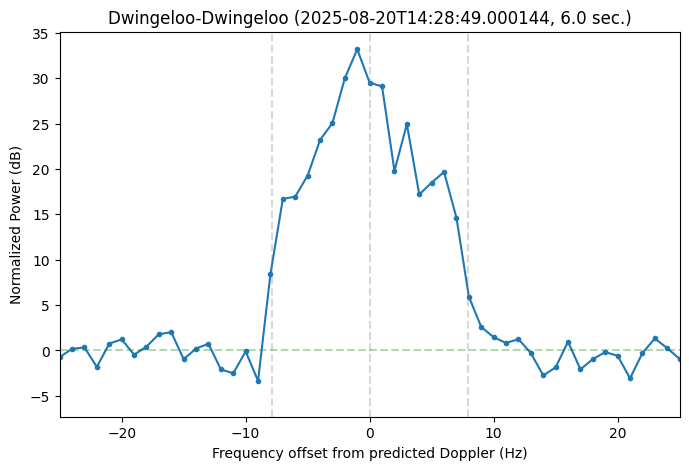 Dwingeloo-Dwingeloo (2025-08-20T14:28:49.000144, 6.0 sec.)
35
30
25
20
15
10
5
0
−5
Normalized Power (dB)
−20 −10 0 10 20
Frequency offset from predicted Doppler (Hz)